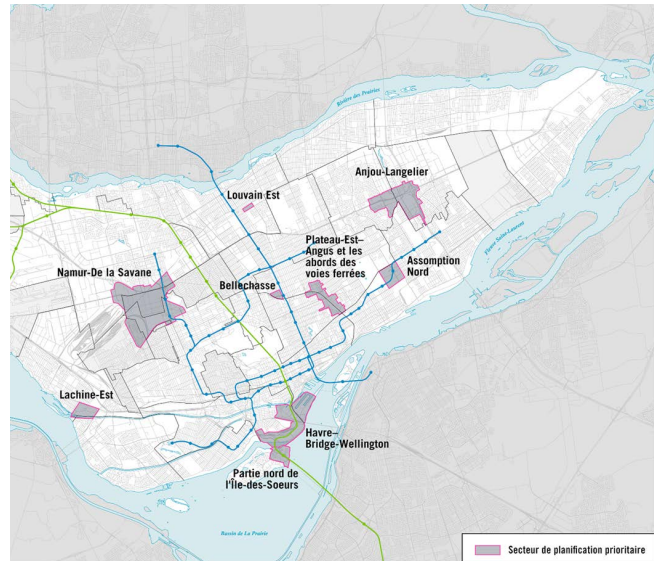 Rivière des Prairies
Anjou-Langelier
Louvain Est
Plateau-Est–
Angus et les
abords des
voies ferrées
Assomption
Nord
Fleuve Saint-Laurent
Namur-De la Savane
Bellechasse
Lachine-Est
Havre–
Bridge-Wellington
Partie nord de
l'Île-des-Soeurs
Bassin de La Prairie
Secteur de planification prioritaire